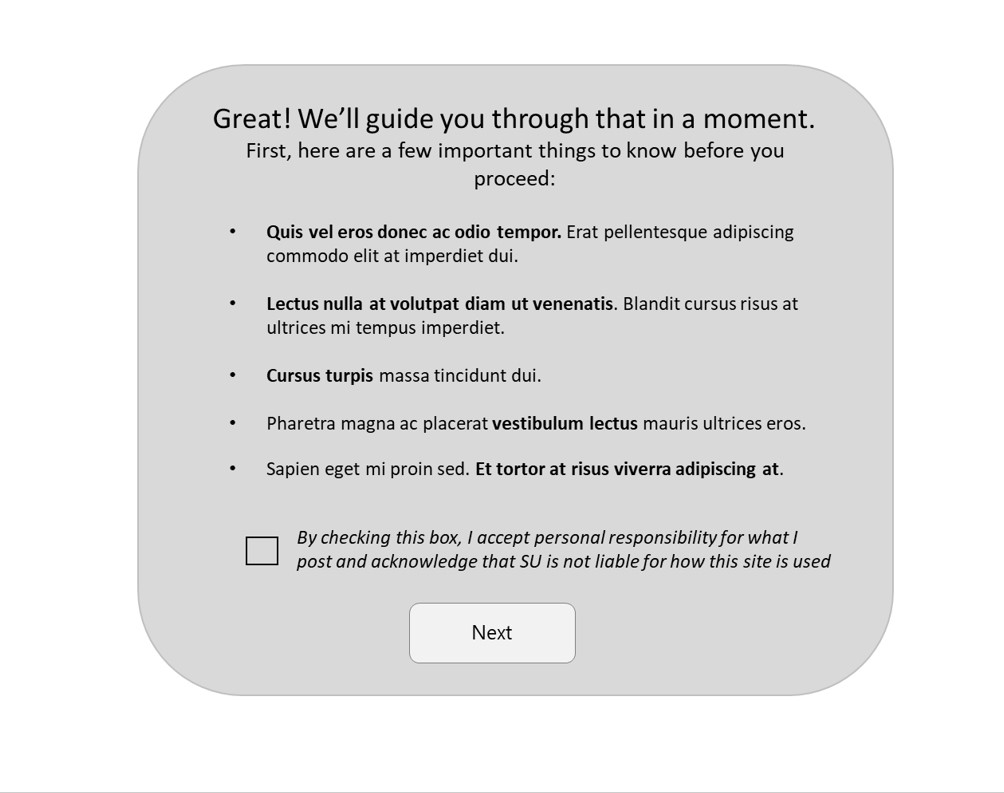 Great! We’ll guide you through that in a moment.
First, here are a few important things to know before you
proceed:
• Quis vel eros donec ac odio tempor. Erat pellentesque adipiscing
commodo elit at imperdiet dui.
• Lectus nulla at volutpat diam ut venenatis. Blandit cursus risus at
ultrices mi tempus imperdiet.
• Cursus turpis massa tincidunt dui.
• Pharetra magna ac placerat vestibulum lectus mauris ultrices eros.
• Sapien eget mi proin sed. Et tortor at risus viverra adipiscing at.
By checking this box, I accept personal responsibility for what I
post and acknowledge that SU is not liable for how this site is used
Next